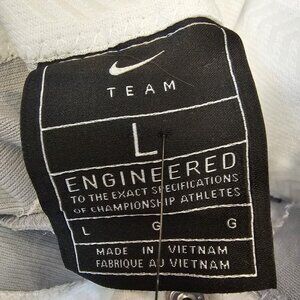 TEAM
L
ENGINEERED
TO THE EXACT SPECIFICATIONS
OF CHAMPIONSHIP ATHLETES
L G G
MADE IN VIETNAM
FABRIQUE AU VIETNAM